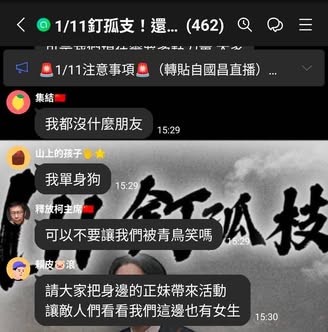 1/11釘孤支！還... (462)
🚨1/11注意事項🚨（轉貼自國昌直播）...
集結🇹🇼
我都沒什麼朋友
15:29
山上的孩子
我單身狗
15:29
釋放柯主席🇹🇼
可以不要讓我們被青鳥笑嗎
15:29
釘孤枝
賴皮🐷滾
請大家把身邊的正妹帶來活動
讓敵人們看看我們這邊也有女生
15:30